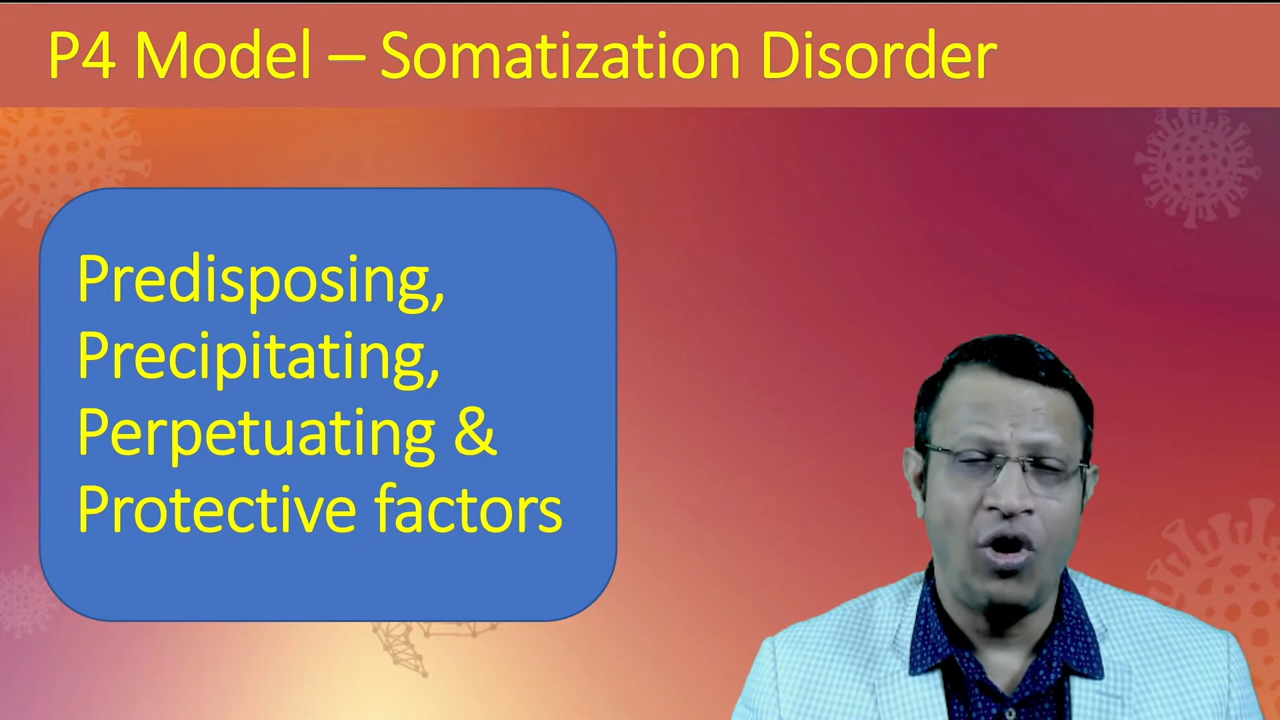 P4 Model – Somatization Disorder
Predisposing,
Precipitating,
Perpetuating &
Protective factors